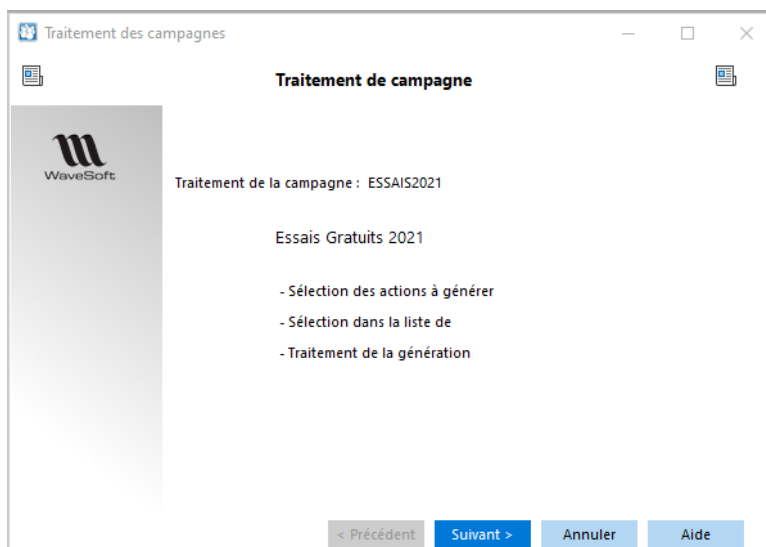 Traitement des campagnes
Traitement de campagne
WaveSoft
Traitement de la campagne : ESSAIS2021
Essais Gratuits 2021
- Sélection des actions à générer
- Sélection dans la liste de
- Traitement de la génération
< Précédent Suivant > Annuler Aide